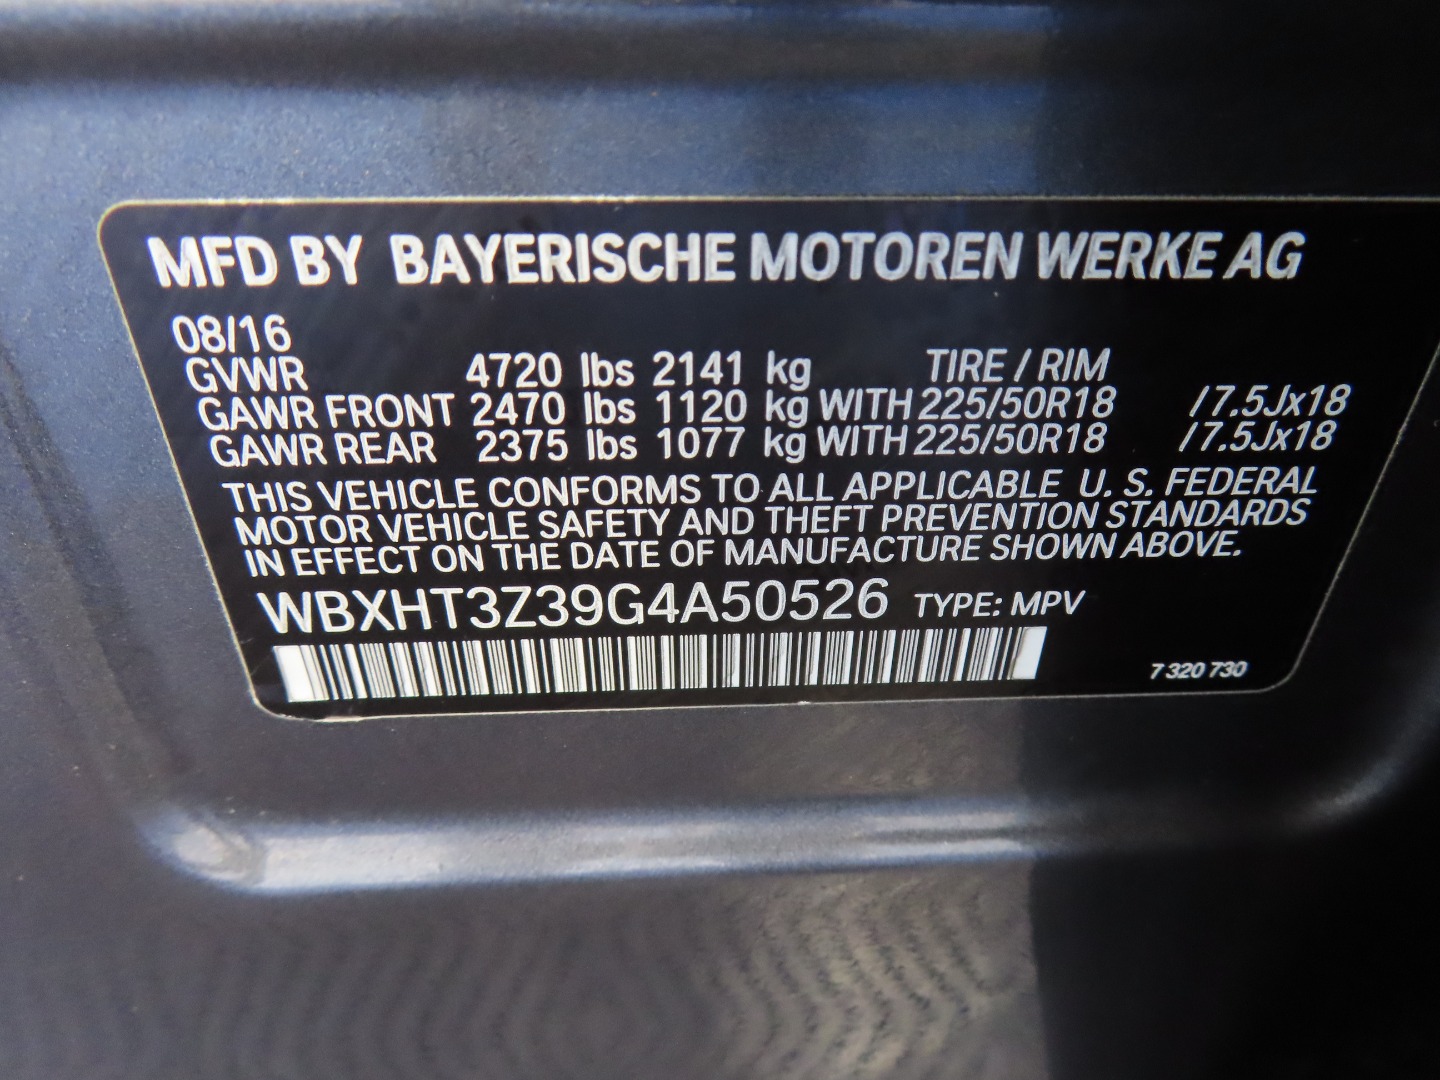 MFD BY BAYERISCHE MOTOREN WERKE AG
08/16
GVWR 4720 lbs 2141 kg TIRE / RIM
GAWR FRONT 2470 lbs 1120 kg WITH 225/50R18 /7.5Jx18
GAWR REAR 2375 lbs 1077 kg WITH 225/50R18 /7.5Jx18
THIS VEHICLE CONFORMS TO ALL APPLICABLE U. S. FEDERAL
MOTOR VEHICLE SAFETY AND THEFT PREVENTION STANDARDS
IN EFFECT ON THE DATE OF MANUFACTURE SHOWN ABOVE.
WBXHT3Z39G4A50526 TYPE: MPV
7 320 730